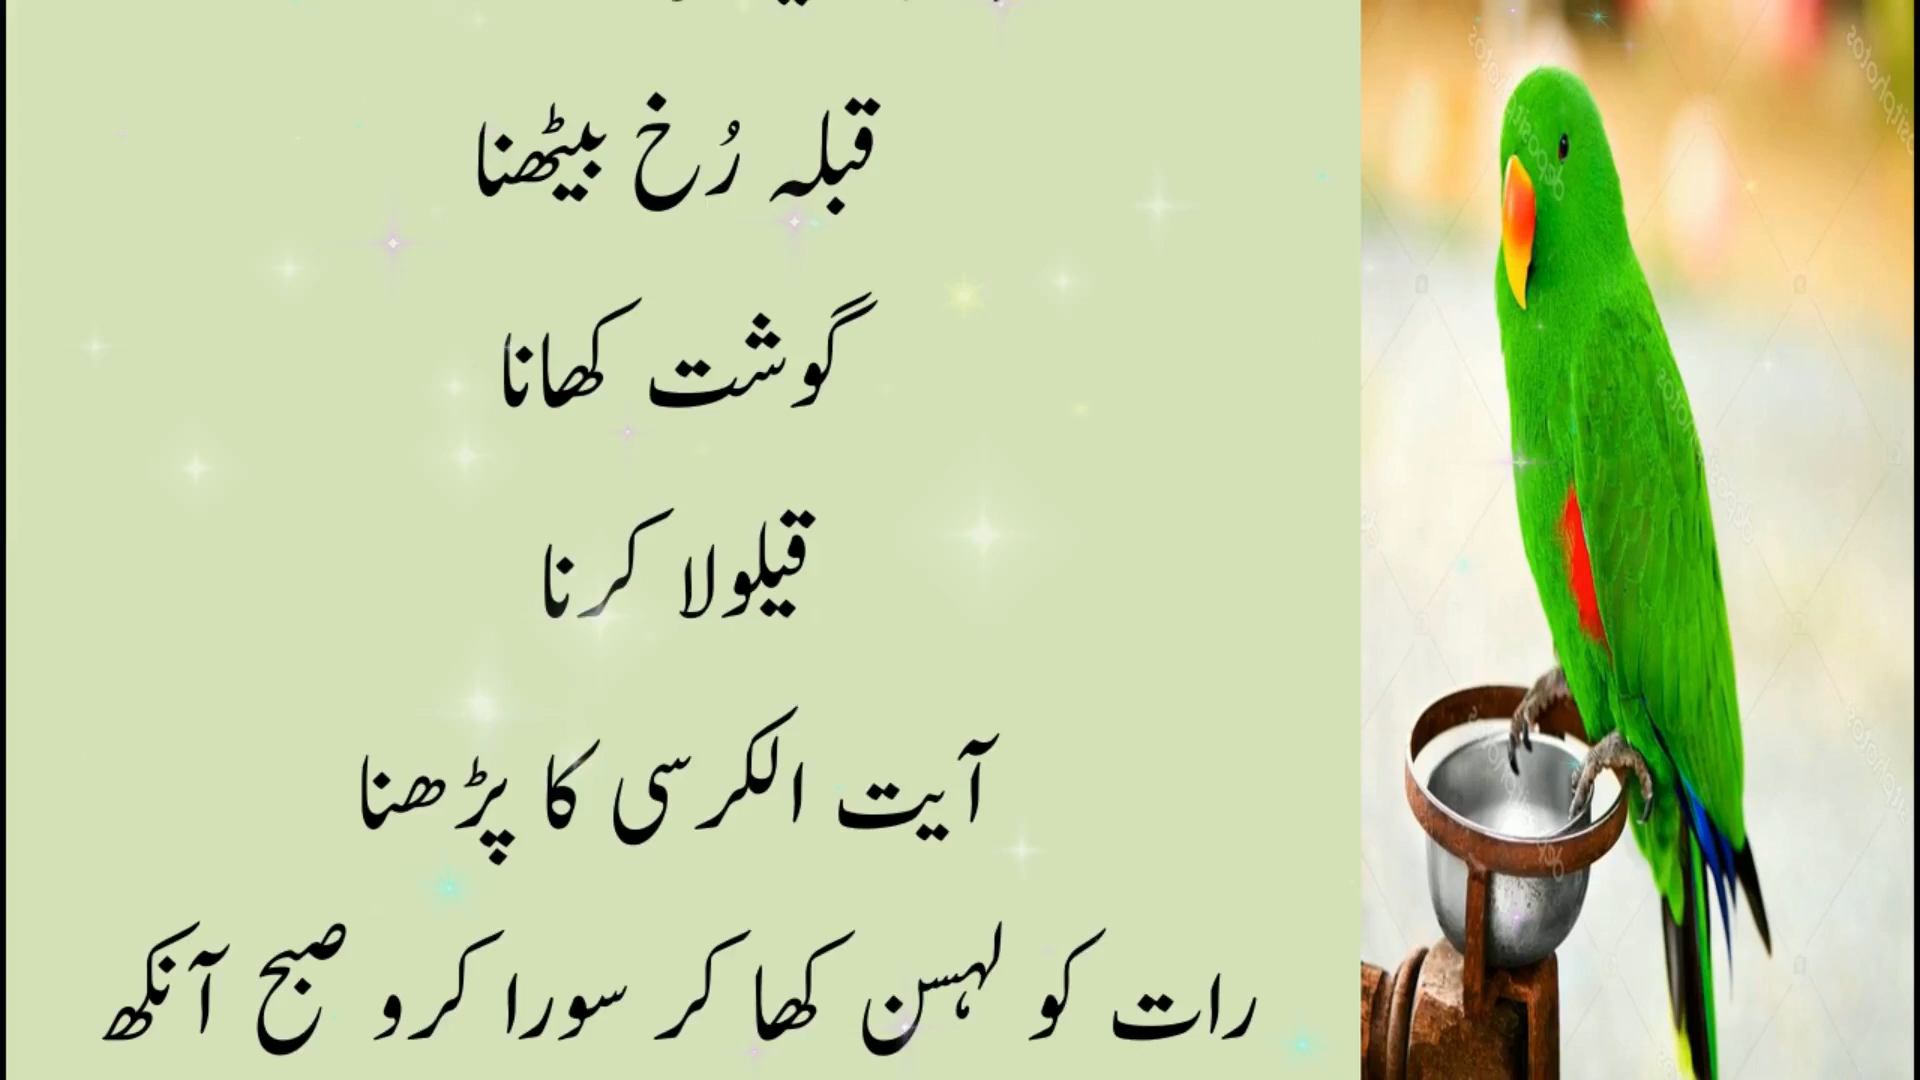 قبلہ رُخ بیٹھنا
گوشت کھانا
قیلولا کرنا
آیت الکرسی کا پڑھنا
رات کو لہسن کھا کر سورا کرو صبح آنکھ
depositphotos